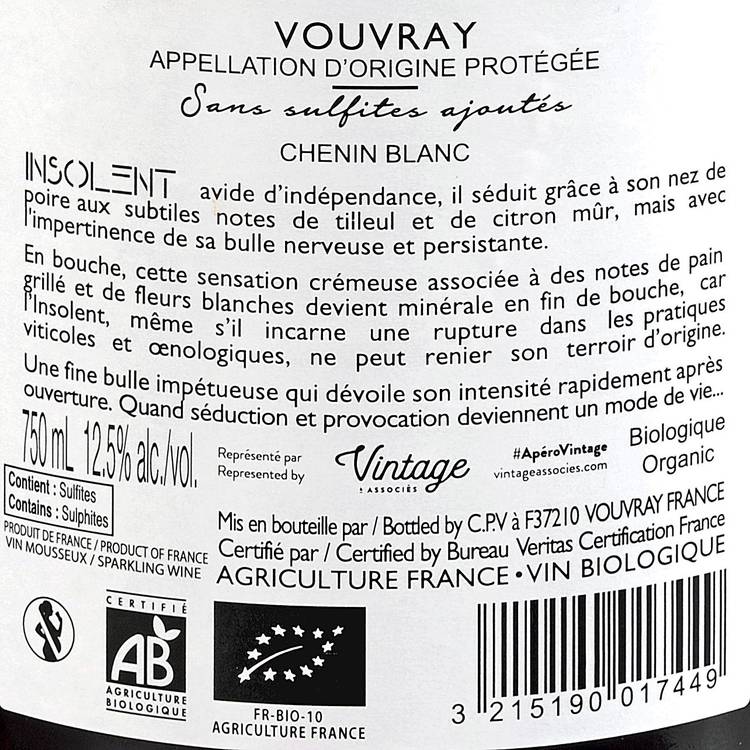 VOUVRAY
APPELLATION D'ORIGINE PROTÉGÉE
Sans sulfites ajoutés
CHENIN BLANC
INSOLENT avide d'indépendance, il séduit grâce à son nez de
poire aux subtiles notes de tilleul et de citron mûr, mais avec
l'impertinence de sa bulle nerveuse et persistante.
En bouche, cette sensation crémeuse associée à des notes de pain
grillé et de fleurs blanches devient minérale en fin de bouche, car
l'Insolent, même s'il incarne une rupture dans les pratiques
viticoles et œnologiques, ne peut renier son terroir d'origine.
Une fine bulle impétueuse qui dévoile son intensité rapidement après
ouverture. Quand séduction et provocation deviennent un mode de vie...
750 mL 12.5% alc./vol.
Représenté par
Represented by
Vintage
ASSOCIÉS
#ApéroVintage
vintageassocies.com
Biologique
Organic
Contient : Sulfites
Contains : Sulphites
PRODUIT DE FRANCE / PRODUCT OF FRANCE
VIN MOUSSEUX / SPARKLING WINE
Mis en bouteille par / Bottled by C.P.V à F37210 VOUVRAY FRANCE
Certifié par / Certified by Bureau Veritas Certification France
AGRICULTURE FRANCE • VIN BIOLOGIQUE
CERTIFIÉ
AB
AGRICULTURE
BIOLOGIQUE
FR-BIO-10
AGRICULTURE FRANCE
3 215190 017449